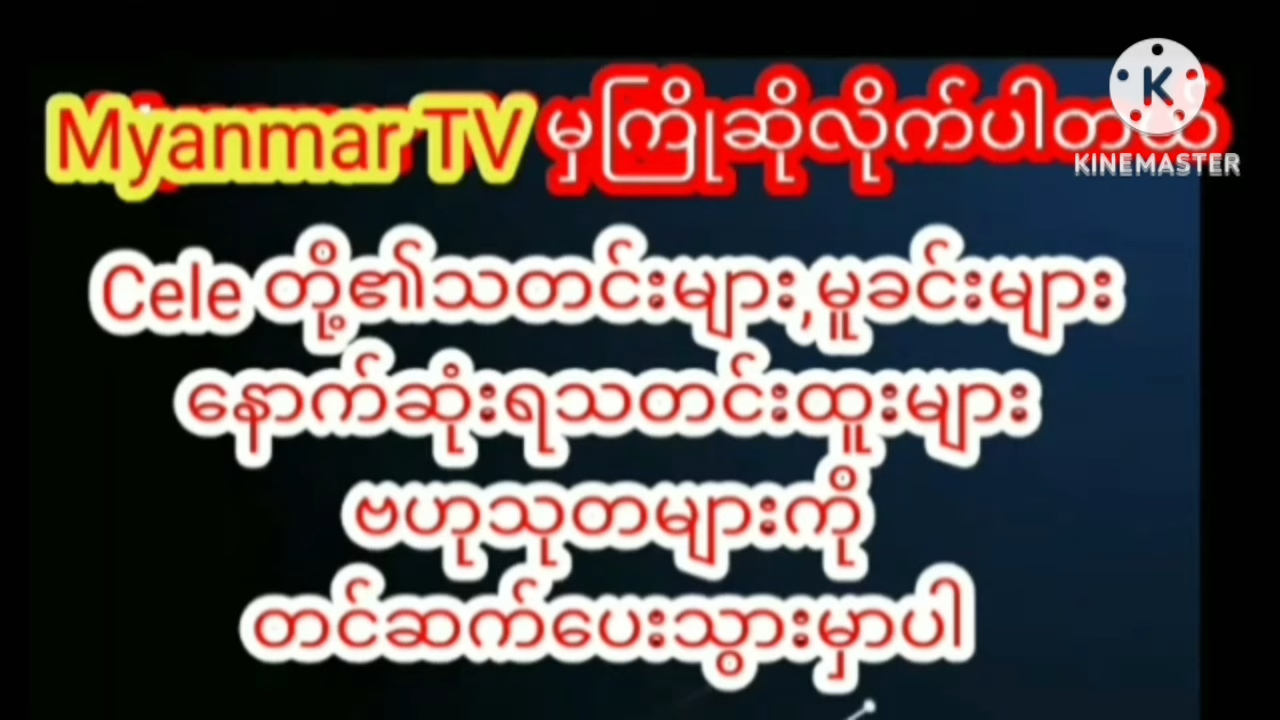 Myanmar TV မှကြိုဆိုလိုက်ပါတယ်
KINEMASTER
Cele တို့၏သတင်းများ,မူခင်းများ
နောက်ဆုံးရသတင်းထူးများ
ဗဟုသုတများကို
တင်ဆက်ပေးသွားမှာပါ